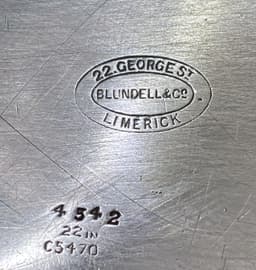 22. GEORGE ST.
BLUNDELL & CO
LIMERICK
4542
22 IN
C5470